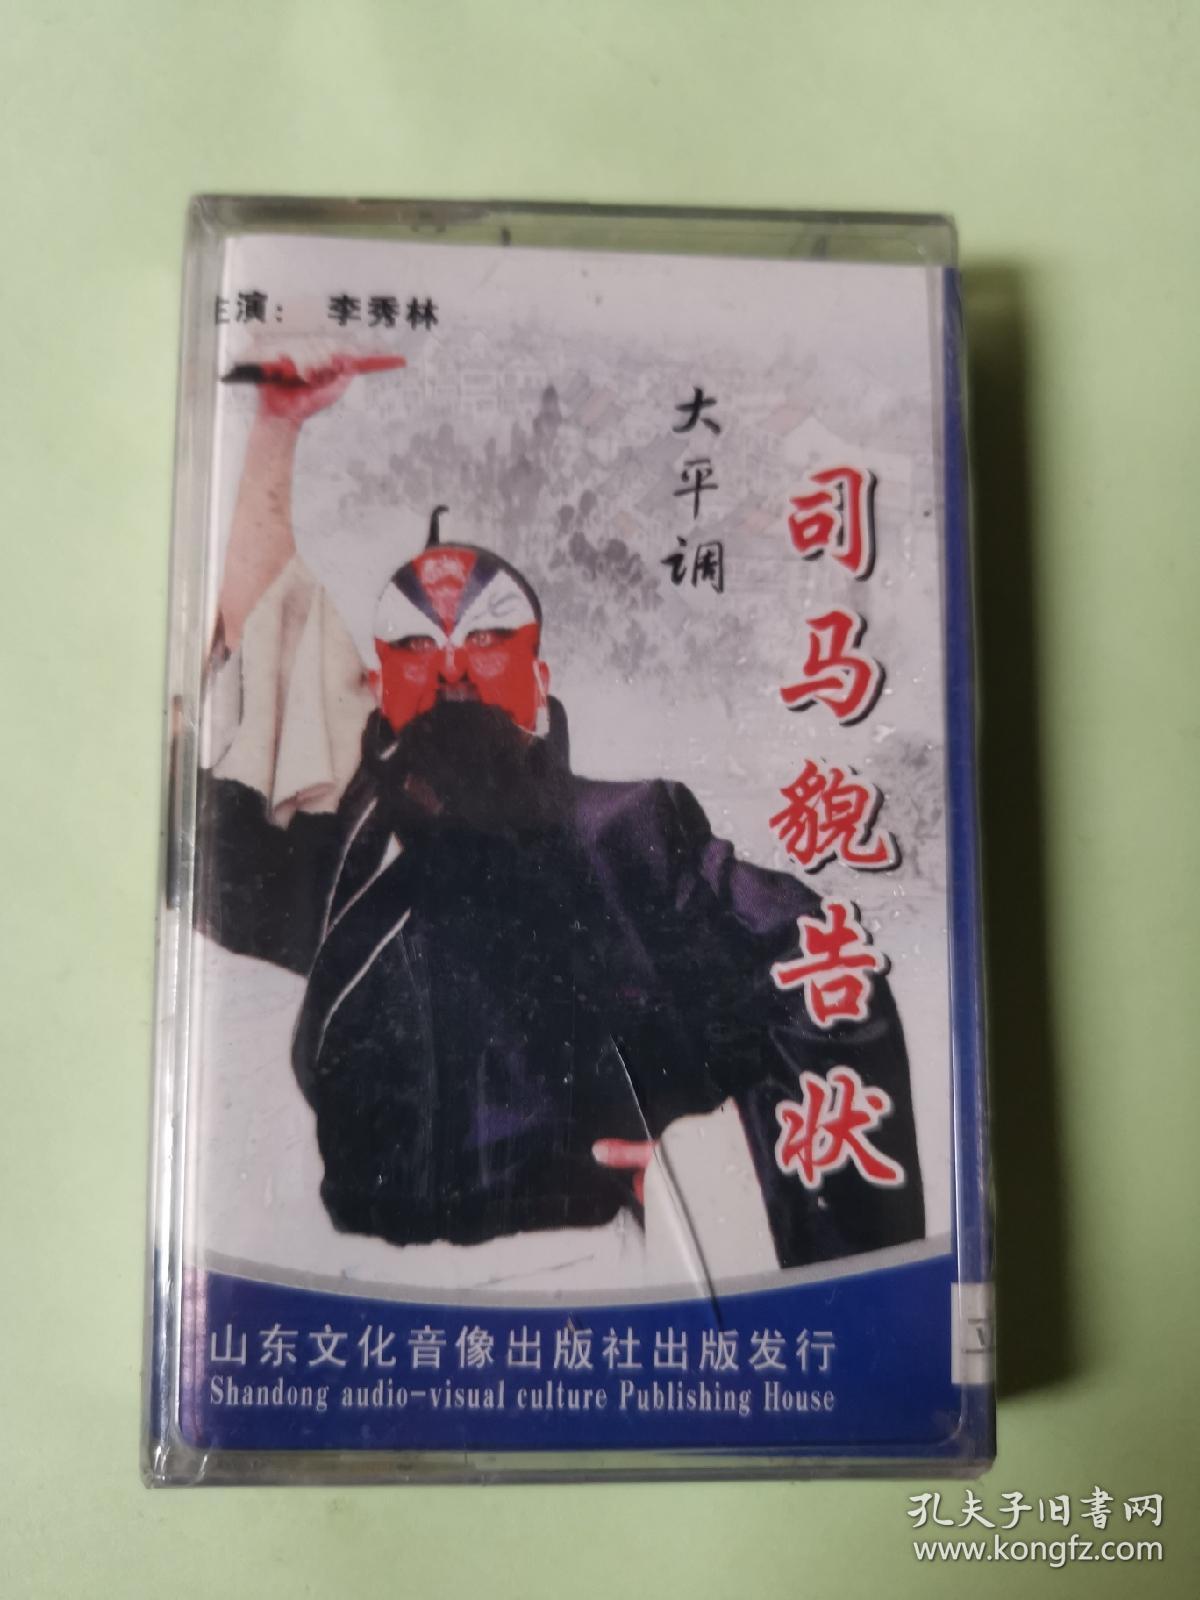 主演： 李秀林
大平调
司马貌告状
山东文化音像出版社出版发行
Shandong audio-visual culture Publishing House
立
孔夫子旧书网
www.kongfz.com